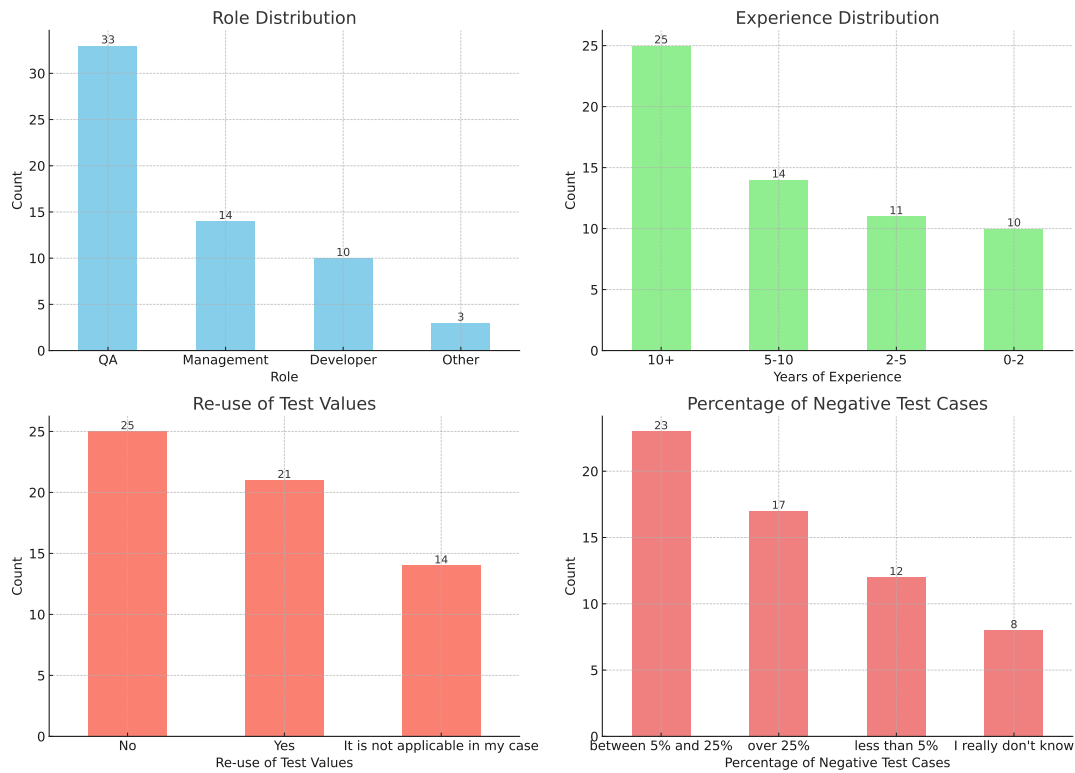 Role Distribution
33
30
25
20
15
10
5
0
14
10
3
Count
QA
Management
Developer
Other
Role
Experience Distribution
25
25
20
15
10
5
0
14
11
10
Count
10+
5-10
2-5
0-2
Years of Experience
Re-use of Test Values
25
25
20
15
10
5
0
21
14
Count
No
Yes
It is not applicable in my case
Re-use of Test Values
Percentage of Negative Test Cases
23
20
15
10
5
0
17
12
8
Count
between 5% and 25%
over 25%
less than 5%
I really don't know
Percentage of Negative Test Cases